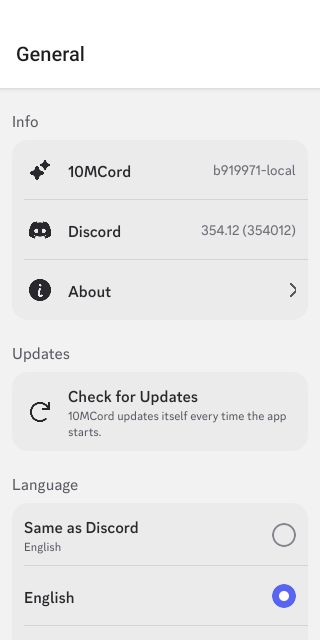 General
Info
10MCord
b919971-local
Discord
354.12 (354012)
About
Updates
Check for Updates
10MCord updates itself every time the app
starts.
Language
Same as Discord
English
English